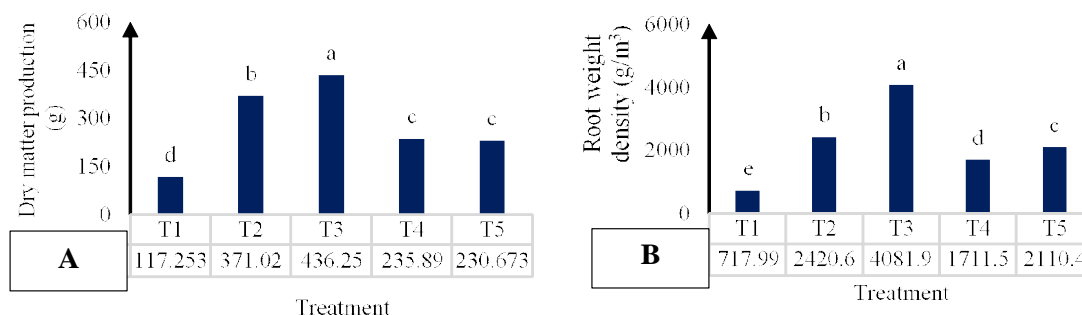 Dry matter production
(g)
600
450
300
150
0
d
b
a
c
c
T1 T2 T3 T4 T5
A
117.253 371.02 436.25 235.89 230.673
Treatment
Root weight
density (g/m³)
6000
4000
2000
0
e
b
a
d
c
T1 T2 T3 T4 T5
B
717.99 2420.6 4081.9 1711.5 2110.4
Treatment